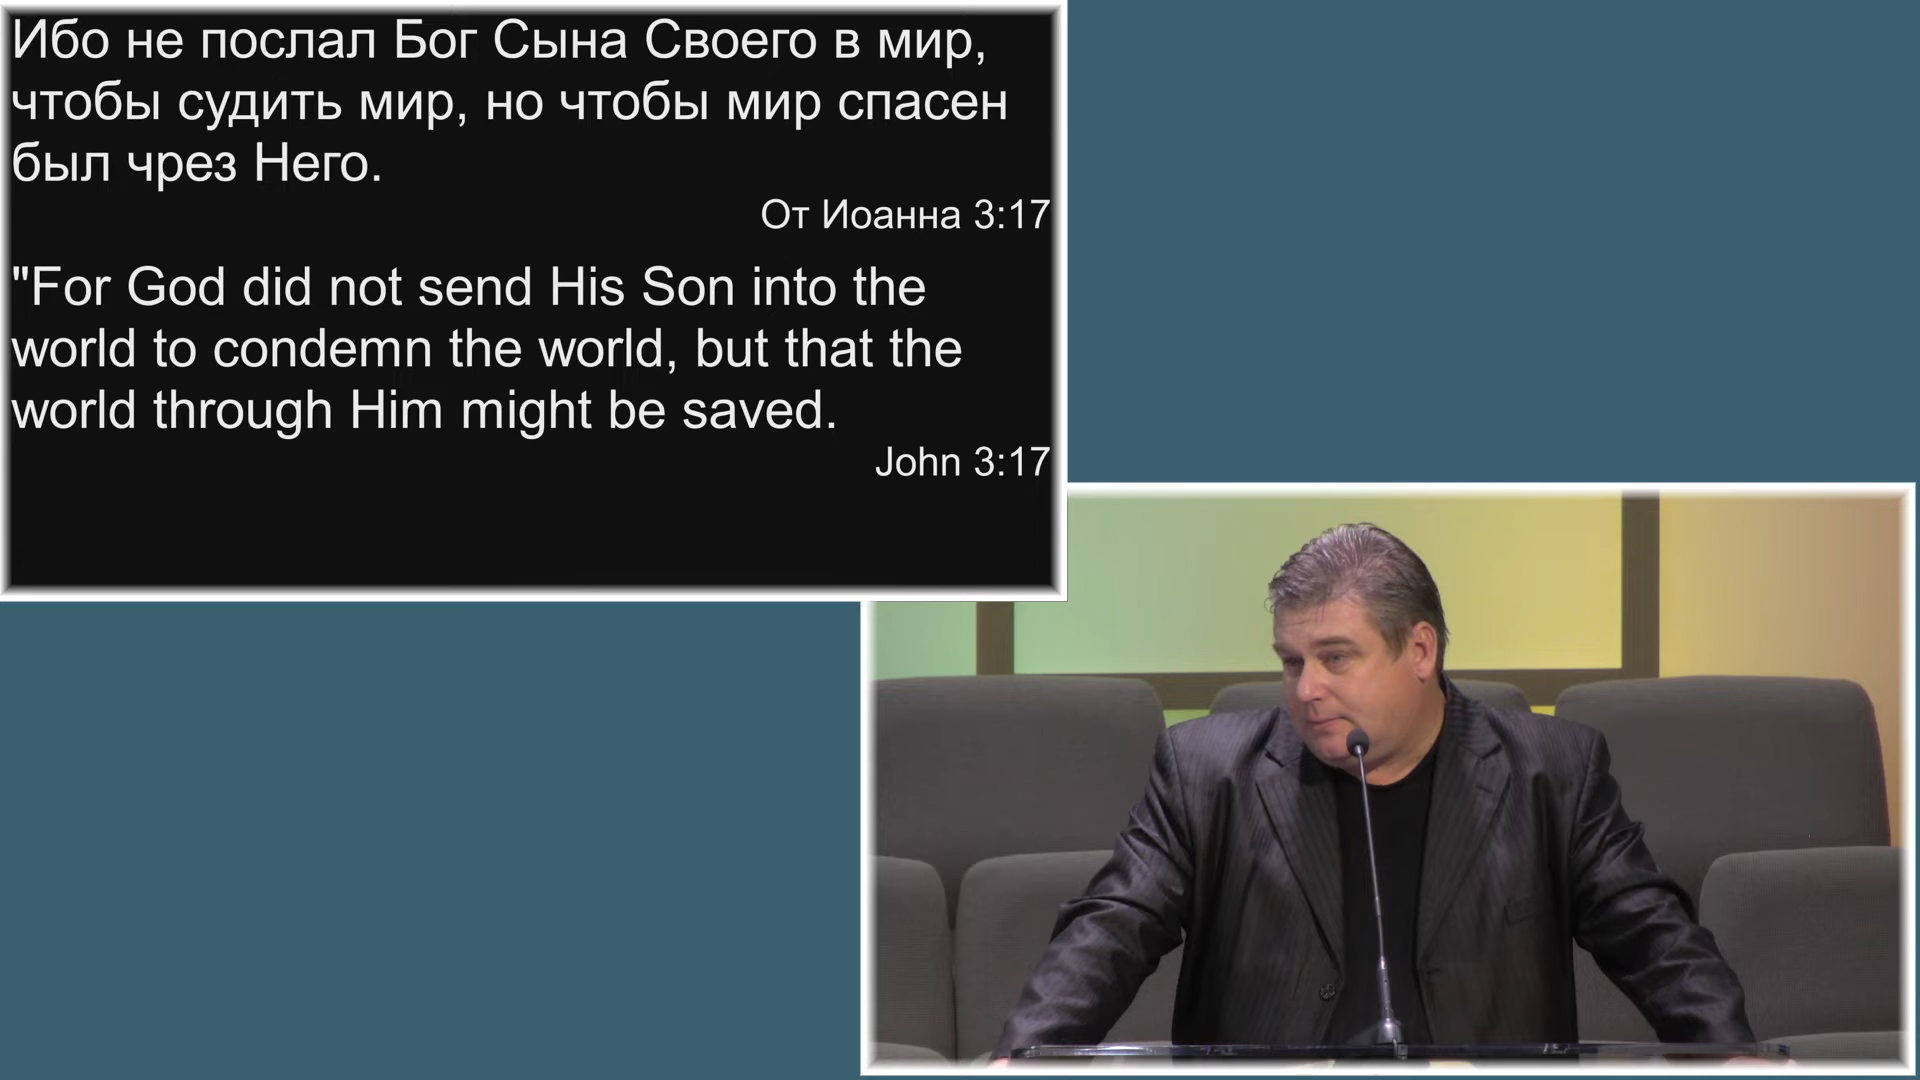 Ибо не послал Бог Сына Своего в мир,
чтобы судить мир, но чтобы мир спасен
был чрез Него.
От Иоанна 3:17
"For God did not send His Son into the
world to condemn the world, but that the
world through Him might be saved.
John 3:17